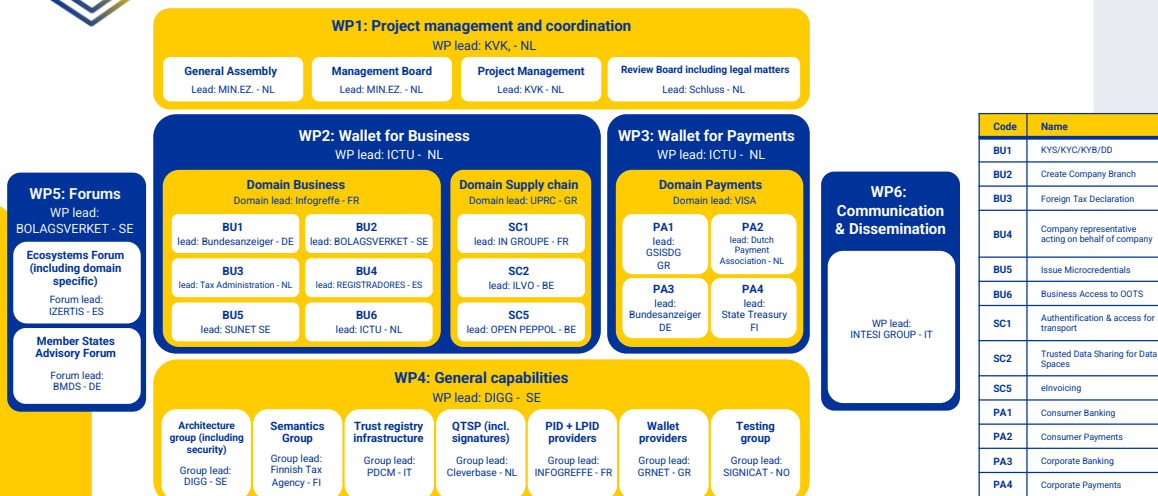 WP1: Project management and coordination
WP lead: KVK, - NL
General Assembly
Lead: MIN.EZ. - NL
Management Board
Lead: MIN.EZ. - NL
Project Management
Lead: KVK - NL
Review Board including legal matters
Lead: Schluss - NL
WP5: Forums
WP lead:
BOLAGSVERKET - SE
Ecosystems Forum
(including domain
specific)
Forum lead:
IZERTIS - ES
Member States
Advisory Forum
Forum lead:
BMDS - DE
WP2: Wallet for Business
WP lead: ICTU - NL
Domain Business
Domain lead: Infogreffe - FR
BU1
lead: Bundesanzeiger - DE
BU2
lead: BOLAGSVERKET - SE
BU3
lead: Tax Administration - NL
BU4
lead: REGISTRADORES - ES
BU5
lead: SUNET SE
BU6
lead: ICTU - NL
Domain Supply chain
Domain lead: UPRC - GR
SC1
lead: IN GROUPE - FR
SC2
lead: ILVO - BE
SC5
lead: OPEN PEPPOL - BE
WP3: Wallet for Payments
WP lead: ICTU - NL
Domain Payments
Domain lead: VISA
PA1
lead:
GSISDG
GR
PA2
lead: Dutch
Payment
Association - NL
PA3
lead:
Bundesanzeiger
DE
PA4
lead:
State Treasury
FI
WP6:
Communication
& Dissemination
WP lead:
INTESI GROUP - IT
WP4: General capabilities
WP lead: DIGG - SE
Architecture
group (including
security)
Group lead:
DIGG - SE
Semantics
Group
Group lead:
Finnish Tax
Agency - FI
Trust registry
infrastructure
Group lead:
PDCM - IT
QTSP (incl.
signatures)
Group lead:
Cleverbase - NL
PID + LPID
providers
Group lead:
INFOGREFFE - FR
Wallet
providers
Group lead:
GRNET - GR
Testing
group
Group lead:
SIGNICAT - NO
Code Name
BU1 KYS/KYC/KYB/DD
BU2 Create Company Branch
BU3 Foreign Tax Declaration
BU4 Company representative
acting on behalf of company
BU5 Issue Microcredentials
BU6 Business Access to OOTS
SC1 Authentification & access for
transport
SC2 Trusted Data Sharing for Data
Spaces
SC5 eInvoicing
PA1 Consumer Banking
PA2 Consumer Payments
PA3 Corporate Banking
PA4 Corporate Payments